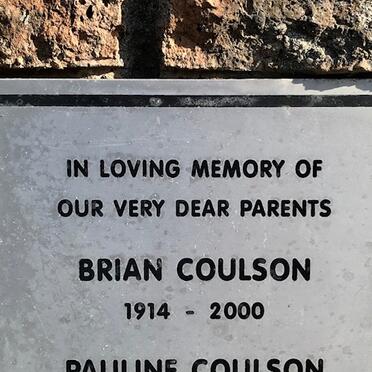 IN LOVING MEMORY OF
OUR VERY DEAR PARENTS
BRIAN COULSON
1914 - 2000
PAULINE COULSON